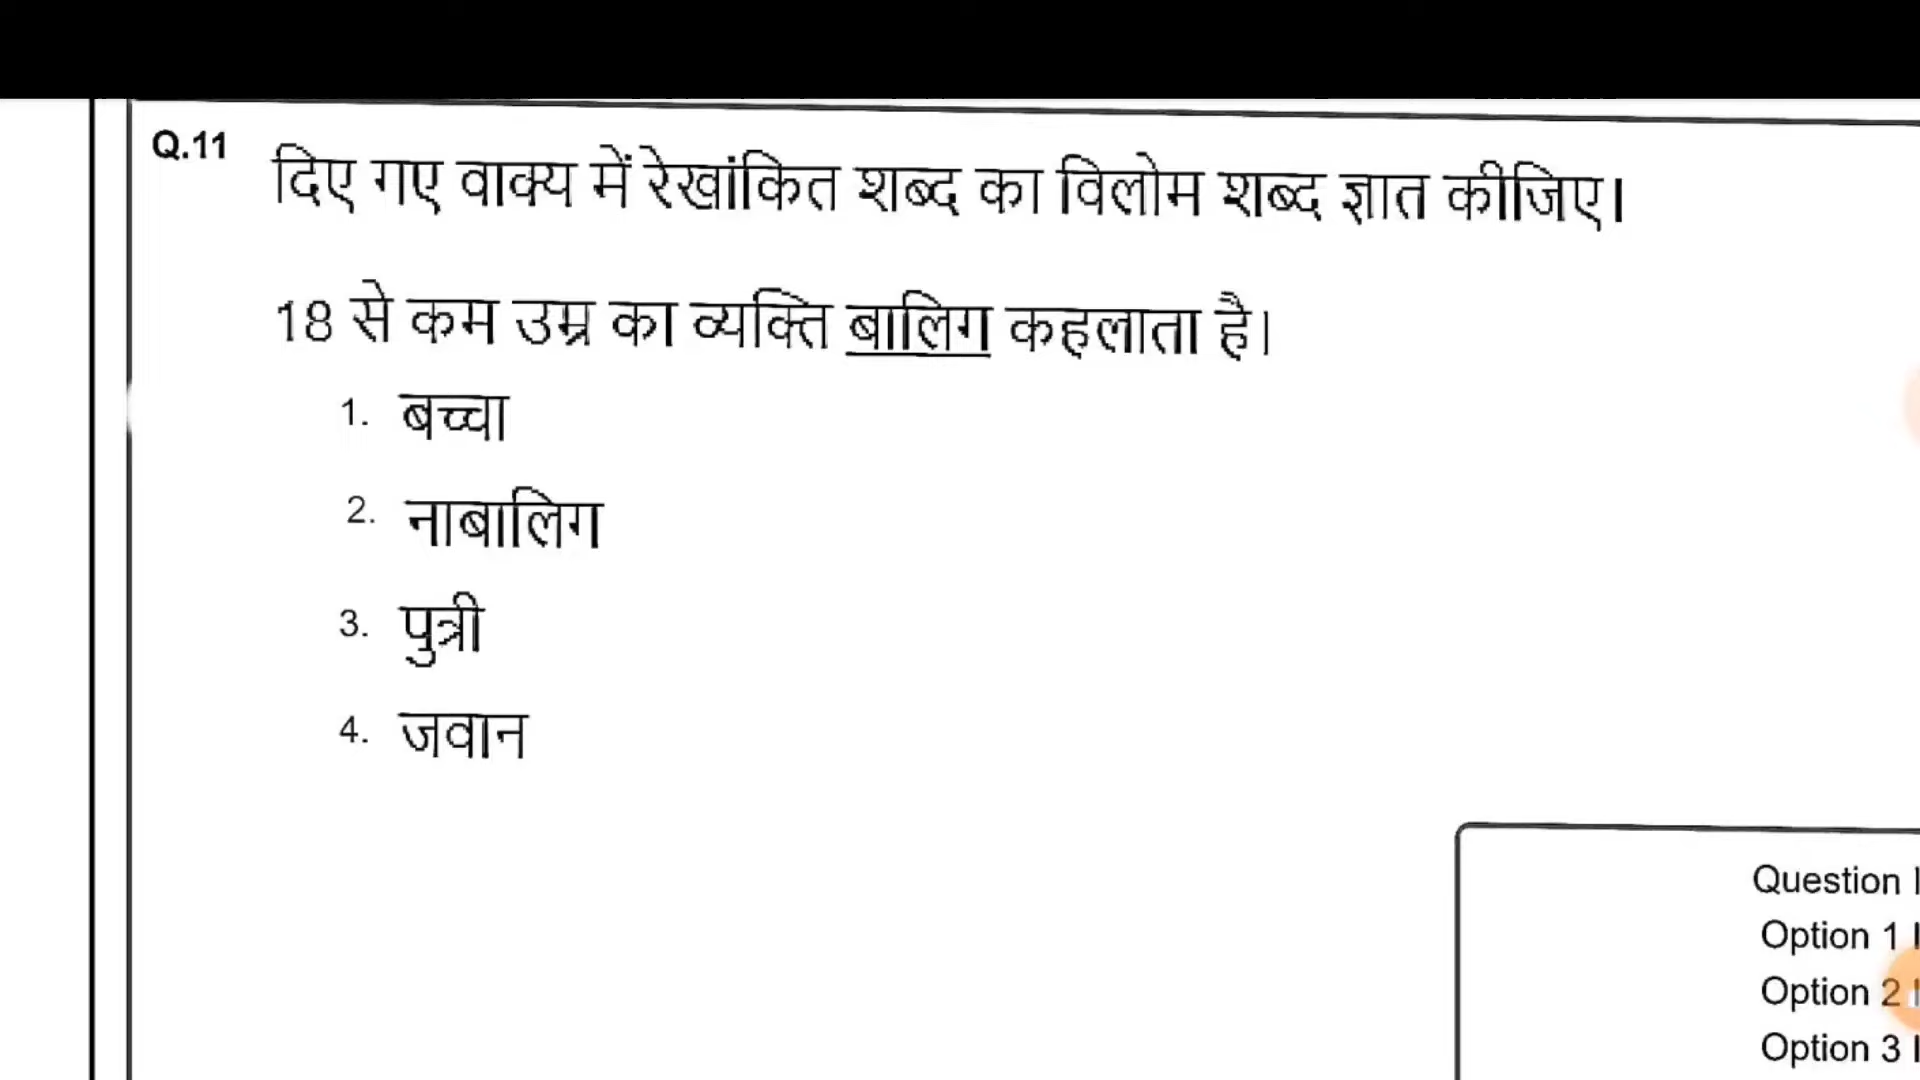 Q.11 दिए गए वाक्य में रेखांकित शब्द का विलोम शब्द ज्ञात कीजिए।
18 से कम उम्र का व्यक्ति बालिग कहलाता है।
1. बच्चा
2. नाबालिग
3. पुत्री
4. जवान
Question
Option 1
Option 2
Option 3